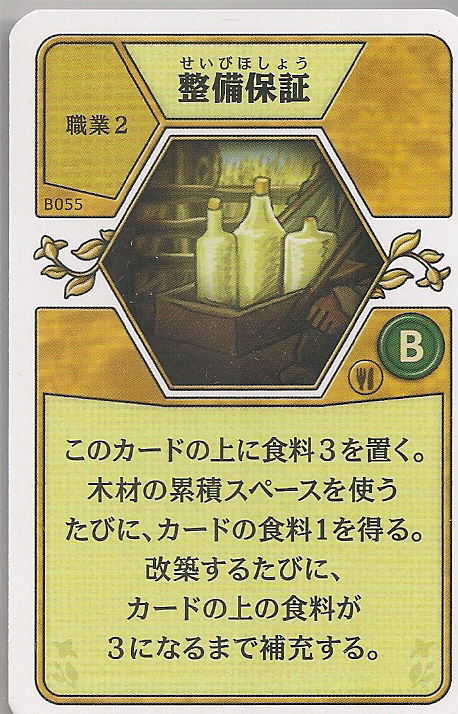 せいびほしょう
整備保証
職業2
B055
B
このカードの上に食料3を置く。
木材の累積スペースを使う
たびに、カードの食料1を得る。
改築するたびに、
カードの上の食料が
3になるまで補充する。